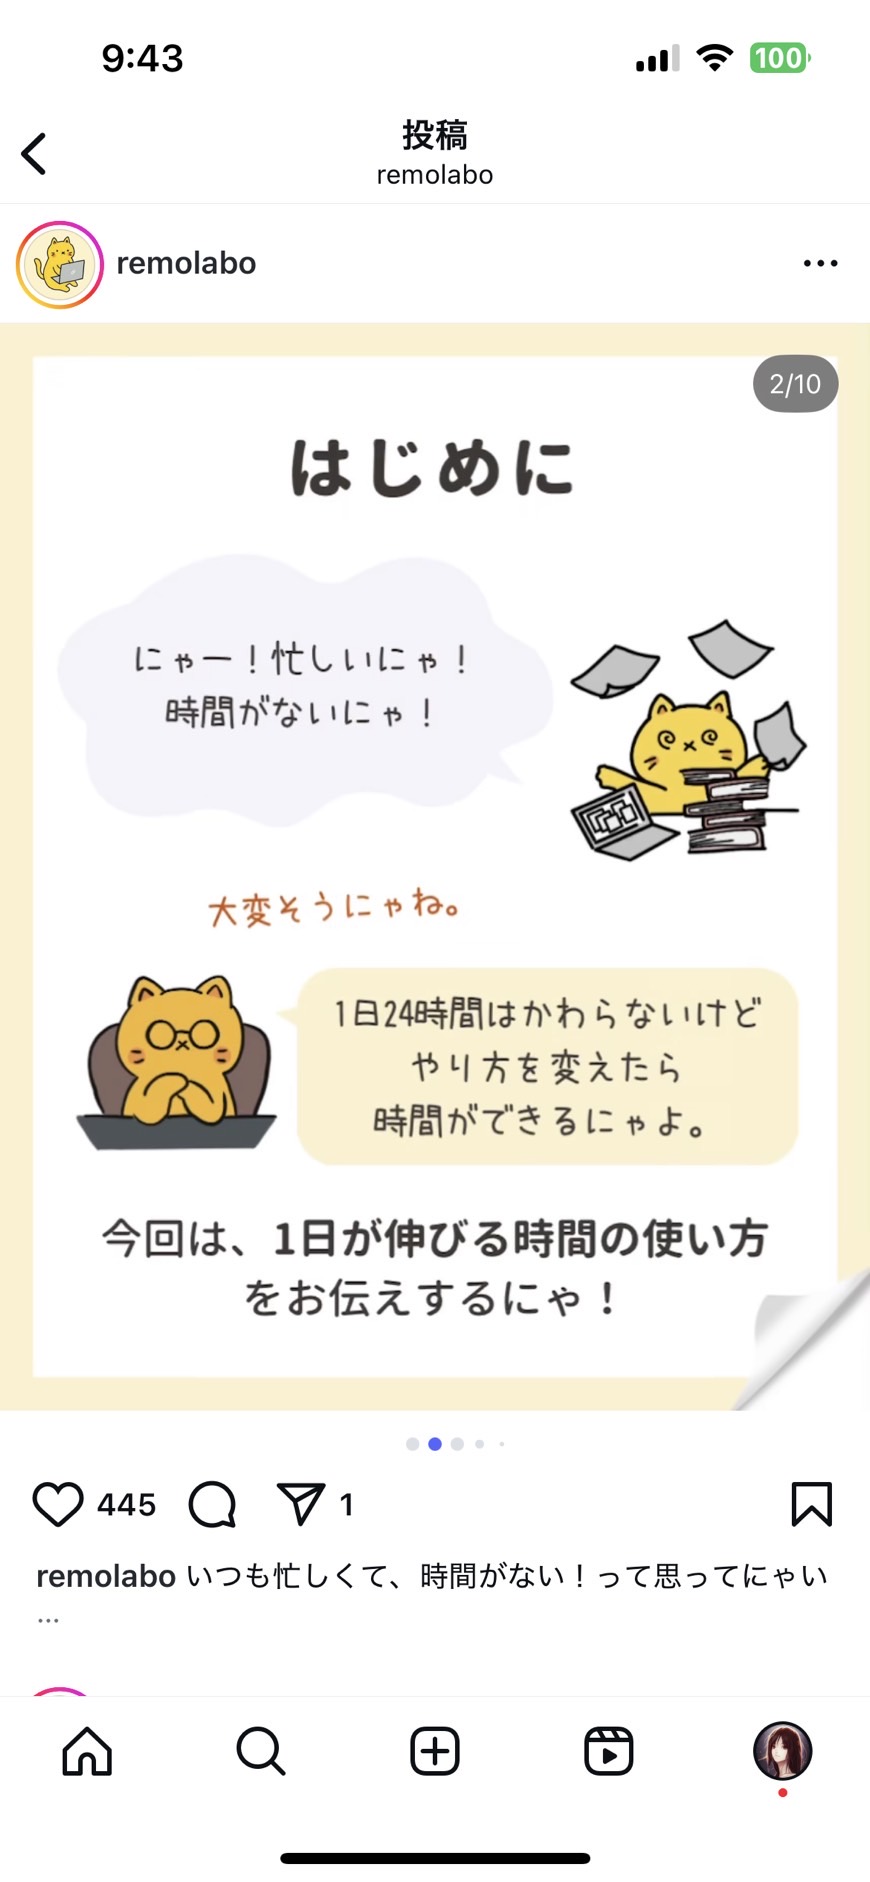 9:43
100
投稿
remolabo
remolabo
2/10
はじめに
にゃー！忙しいにゃ！
時間がないにゃ！
大変そうにゃね。
1日24時間はかわらないけど
やり方を変えたら
時間ができるにゃよ。
今回は、1日が伸びる時間の使い方
をお伝えするにゃ！
445
1
remolabo いつも忙しくて、時間がない！って思ってにゃい
...